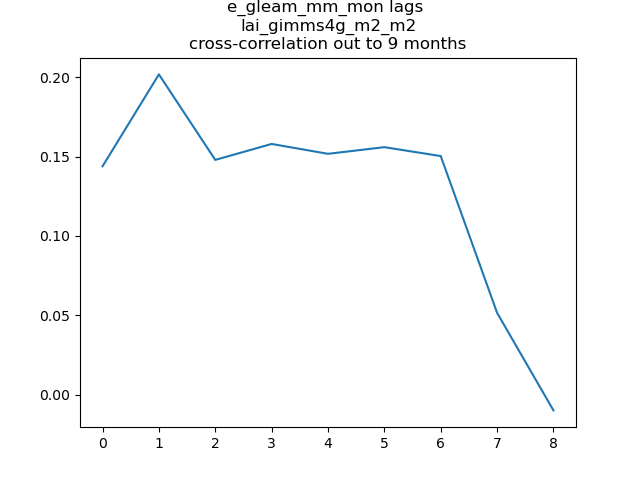 e_gleam_mm_mon lags
lai_gimms4g_m2_m2
cross-correlation out to 9 months
0.20
0.15
0.10
0.05
0.00
0 1 2 3 4 5 6 7 8